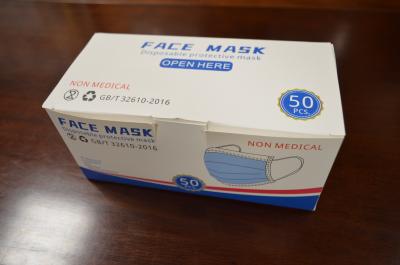 FACE MASK
Disposable protective mask
OPEN HERE
NON MEDICAL
GB/T 32610-2016
50
PCS.
FACE MASK
Disposable protective mask
GB/T 32610-2016
NON MEDICAL
50